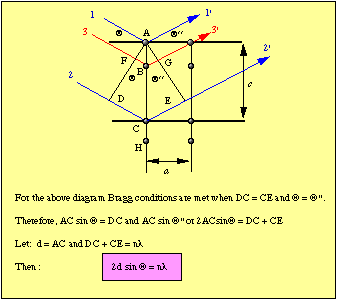 1
Θ
A
Θ"
1'
3
3'
2'
F
B
G
Θ
Θ"
2
c
D
E
C
H
a
For the above diagram Bragg conditions are met when DC = CE and Θ = Θ".
Therefore, AC sin Θ = DC and AC sin Θ" or 2ACsinΘ = DC + CE
Let: d = AC and DC + CE = nλ
Then : 2d sin Θ = nλ